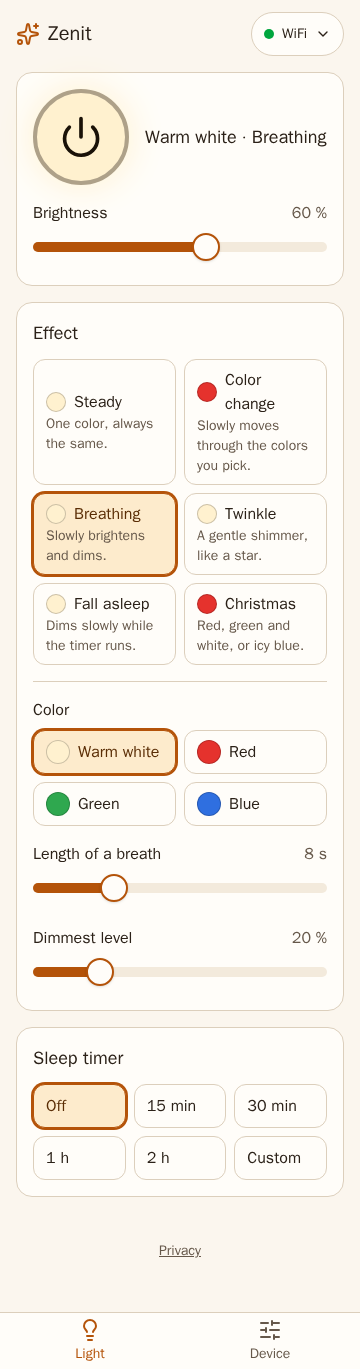 Zenit
WiFi
Warm white · Breathing
Brightness
60 %
Effect
Steady
One color, always
the same.
Color
change
Slowly moves
through the colors
you pick.
Breathing
Slowly brightens
and dims.
Twinkle
A gentle shimmer,
like a star.
Fall asleep
Dims slowly while
the timer runs.
Christmas
Red, green and
white, or icy blue.
Color
Warm white
Red
Green
Blue
Length of a breath
8 s
Dimmest level
20 %
Sleep timer
Off
15 min
30 min
1 h
2 h
Custom
Privacy
Light
Device